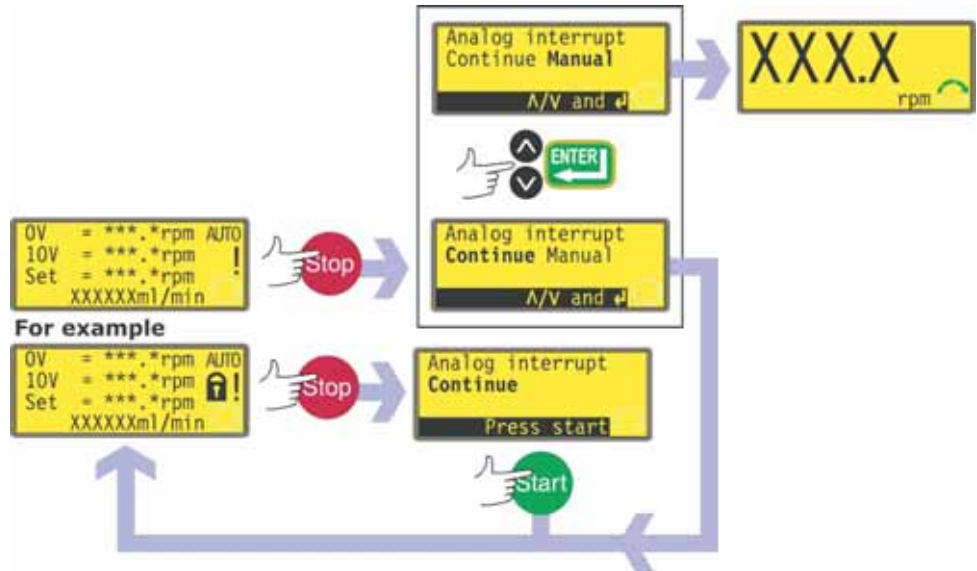 Analog interrupt
Continue Manual
∧/∨ and ↲
XXX.X
rpm
ENTER
0V = ***.*rpm AUTO
10V = ***.*rpm !
Set = ***.*rpm
XXXXXXml/min
Stop
Analog interrupt
Continue Manual
∧/∨ and ↲
For example
0V = ***.*rpm AUTO
10V = ***.*rpm !
Set = ***.*rpm
XXXXXXml/min
Stop
Analog interrupt
Continue
Press start
Start